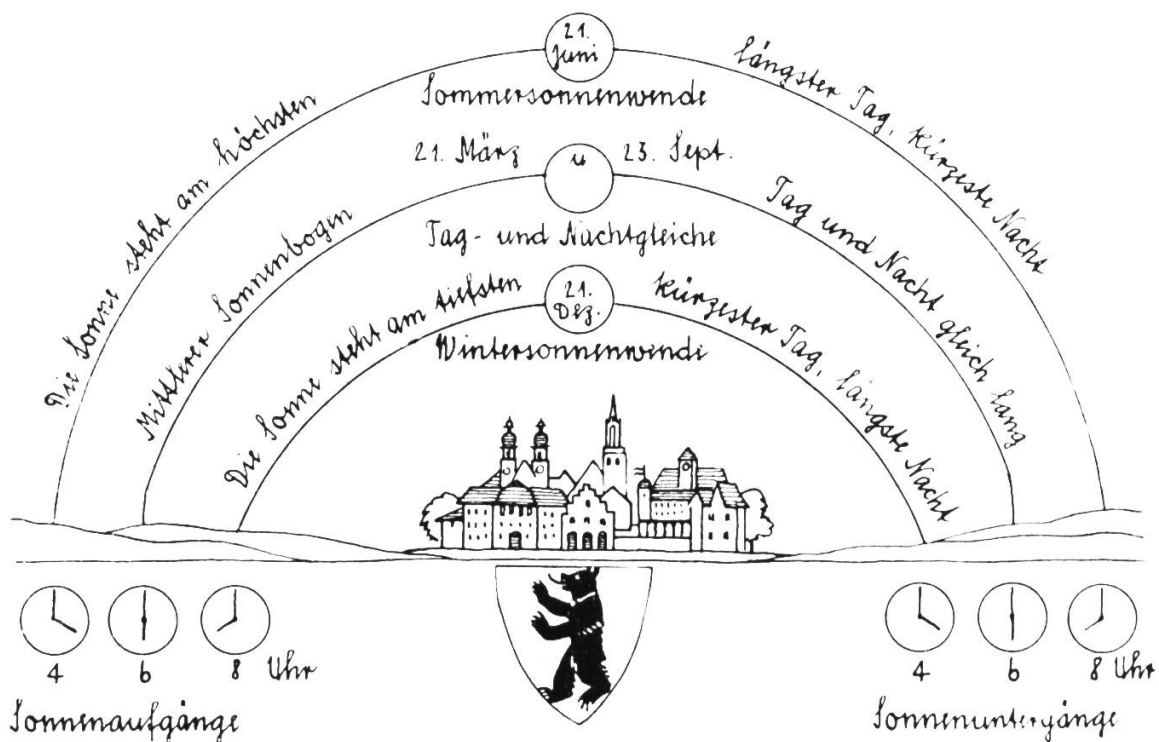 21.
Juni
Sommersonnenwende
Die Sonne steht am höchsten
längster Tag, kürzeste Nacht
21. März u 23. Sept.
Tag- und Nachtgleiche
Mittlerer Sonnenbogen
Tag und Nacht gleich lang
21.
Dez.
Wintersonnenwende
Die Sonne steht am tiefsten
Kürzester Tag, längste Nacht
4 6 8 Uhr
Sonnenaufgänge
4 6 8 Uhr
Sonnenuntergänge